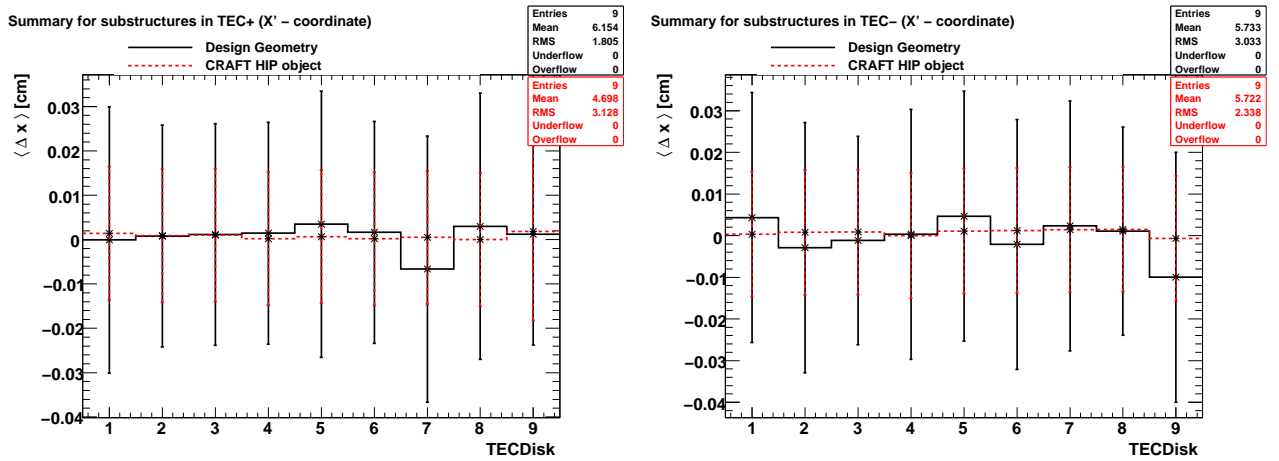 Summary for substructures in TEC+ (X' − coordinate)
Design Geometry
CRAFT HIP object
Entries 9
Mean 6.154
RMS 1.805
Underflow 0
Overflow 0
Entries 9
Mean 4.698
RMS 3.128
Underflow 0
Overflow 0
⟨ Δ x ⟩ [cm]
0.03
0.02
0.01
0
−0.01
−0.02
−0.03
−0.04
1 2 3 4 5 6 7 8 9
TECDisk
Summary for substructures in TEC− (X' − coordinate)
Design Geometry
CRAFT HIP object
Entries 9
Mean 5.733
RMS 3.033
Underflow 0
Overflow 0
Entries 9
Mean 5.722
RMS 2.338
Underflow 0
Overflow 0
⟨ Δ x ⟩ [cm]
0.03
0.02
0.01
0
−0.01
−0.02
−0.03
−0.04
1 2 3 4 5 6 7 8 9
TECDisk